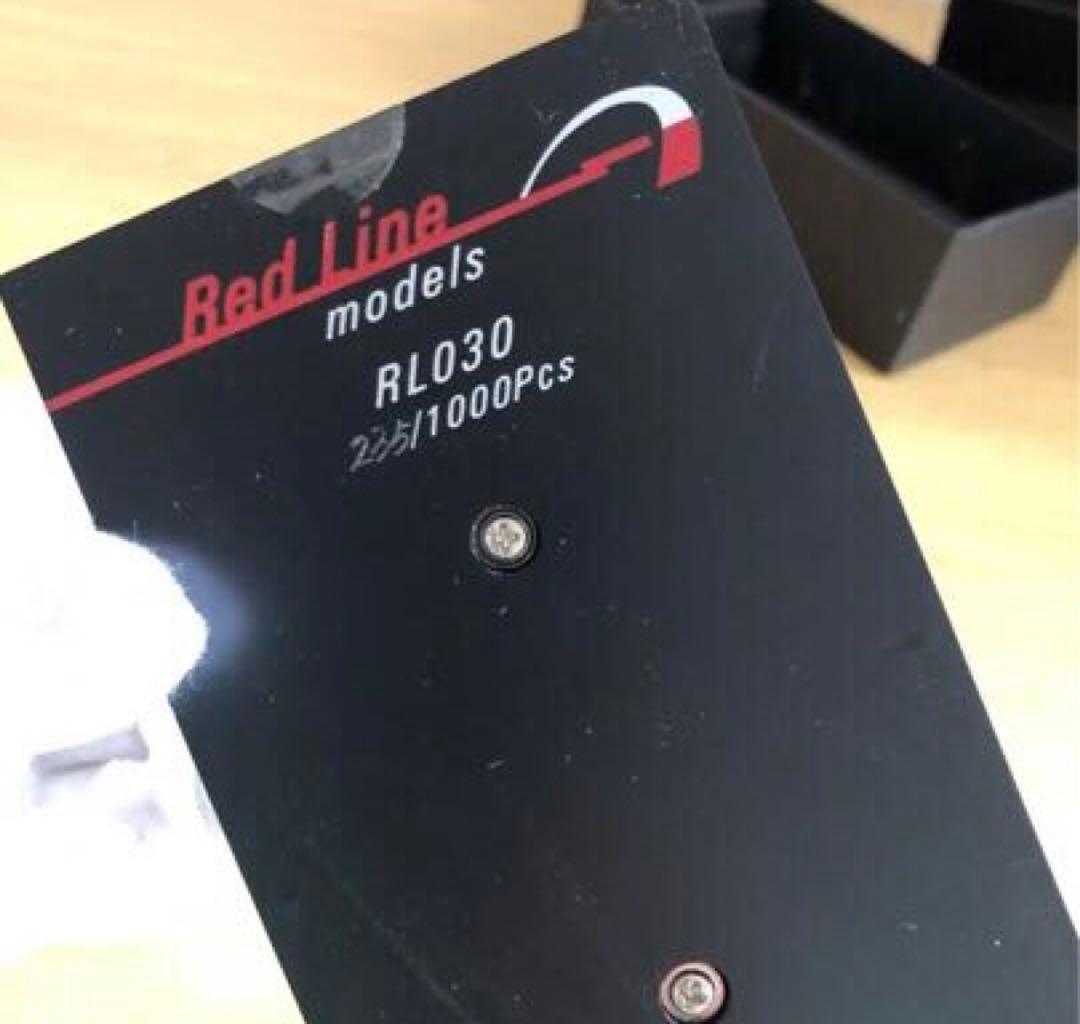 Red Line
models
RL030
235/1000Pcs